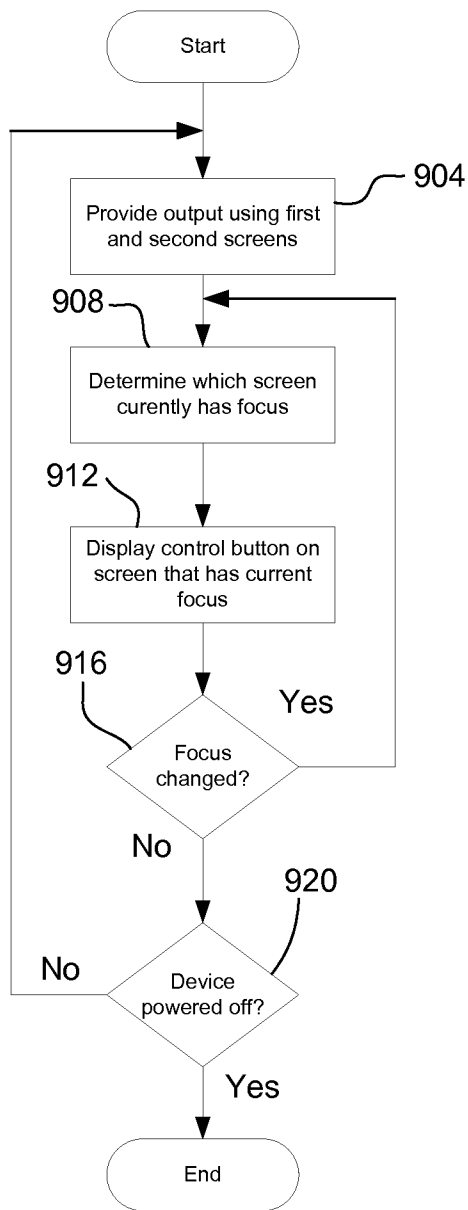 Start
904
Provide output using first
and second screens
908
Determine which screen
curently has focus
912
Display control button on
screen that has current
focus
916
Yes
Focus
changed?
No
920
No
Device
powered off?
Yes
End